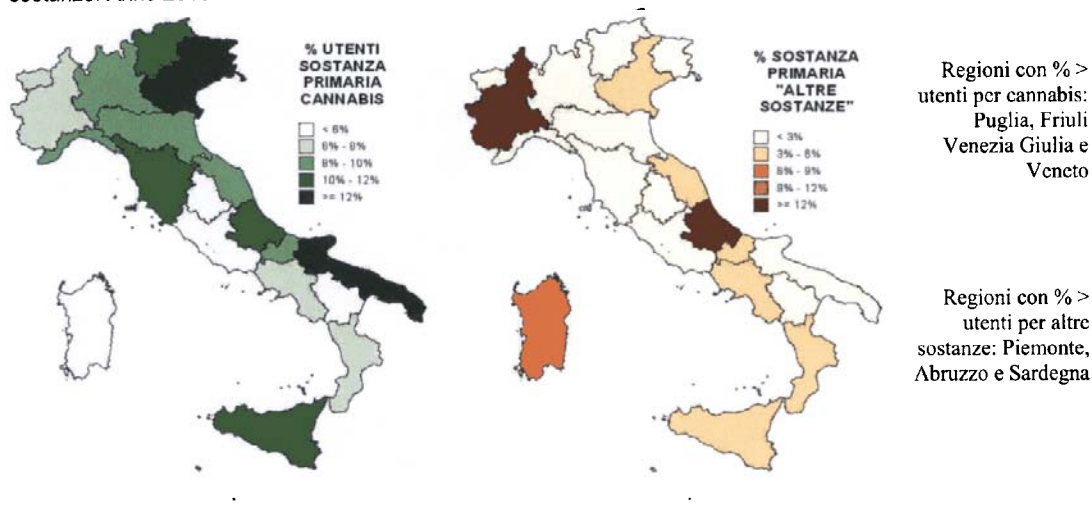 % UTENTI
SOSTANZA
PRIMARIA
CANNABIS
< 6%
6% - 8%
8% - 10%
10% - 12%
>= 12%
% SOSTANZA
PRIMARIA
"ALTRE
SOSTANZE"
< 3%
3% - 6%
6% - 9%
9% - 12%
>= 12%
Regioni con % >
utenti per cannabis:
Puglia, Friuli
Venezia Giulia e
Veneto
Regioni con % >
utenti per altre
sostanze: Piemonte,
Abruzzo e Sardegna